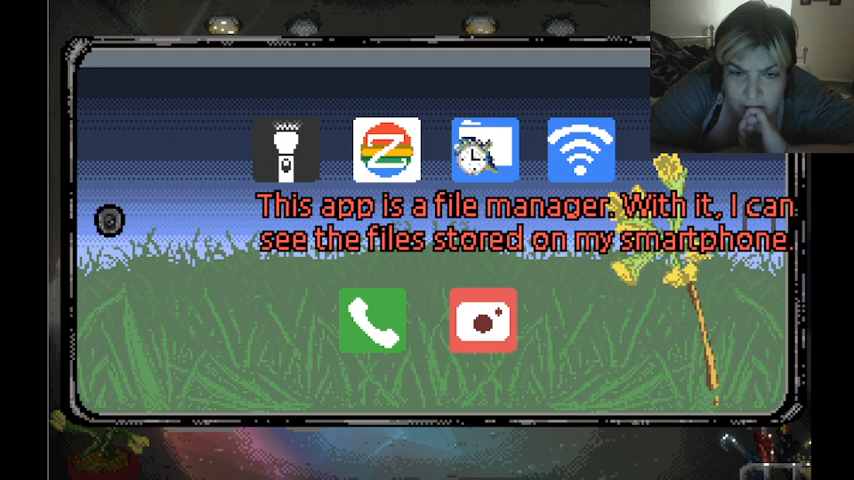 Z
This app is a file manager. With it, I can
see the files stored on my smartphone.